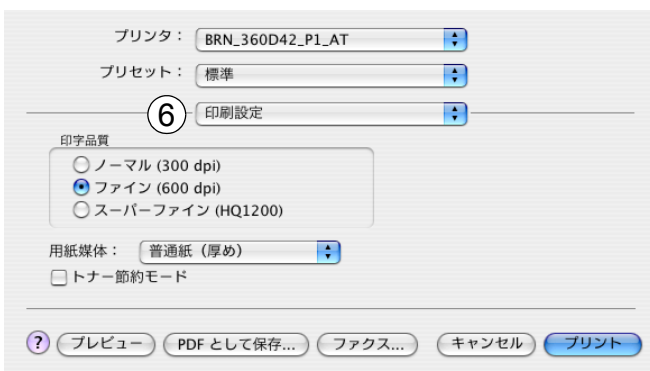 プリンタ： BRN_360D42_P1_AT
プリセット： 標準
⑥ 印刷設定
印字品質
ノーマル (300 dpi)
ファイン (600 dpi)
スーパーファイン (HQ1200)
用紙媒体： 普通紙（厚め）
トナー節約モード
? プレビュー PDF として保存... ファクス... キャンセル プリント